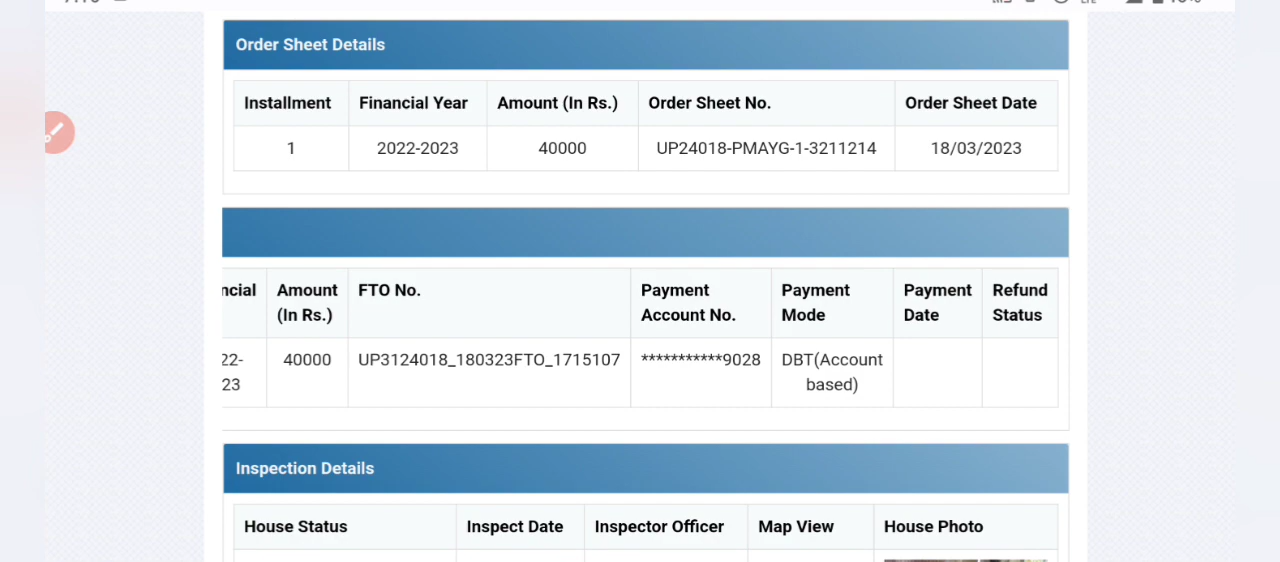 Order Sheet Details
Installment Financial Year Amount (In Rs.) Order Sheet No. Order Sheet Date
1 2022-2023 40000 UP24018-PMAYG-1-3211214 18/03/2023
Amount FTO No. Payment Payment Payment Refund
(In Rs.) Account No. Mode Date Status
40000 UP3124018_180323FTO_1715107 ***********9028 DBT(Account
23 based)
Inspection Details
House Status Inspect Date Inspector Officer Map View House Photo